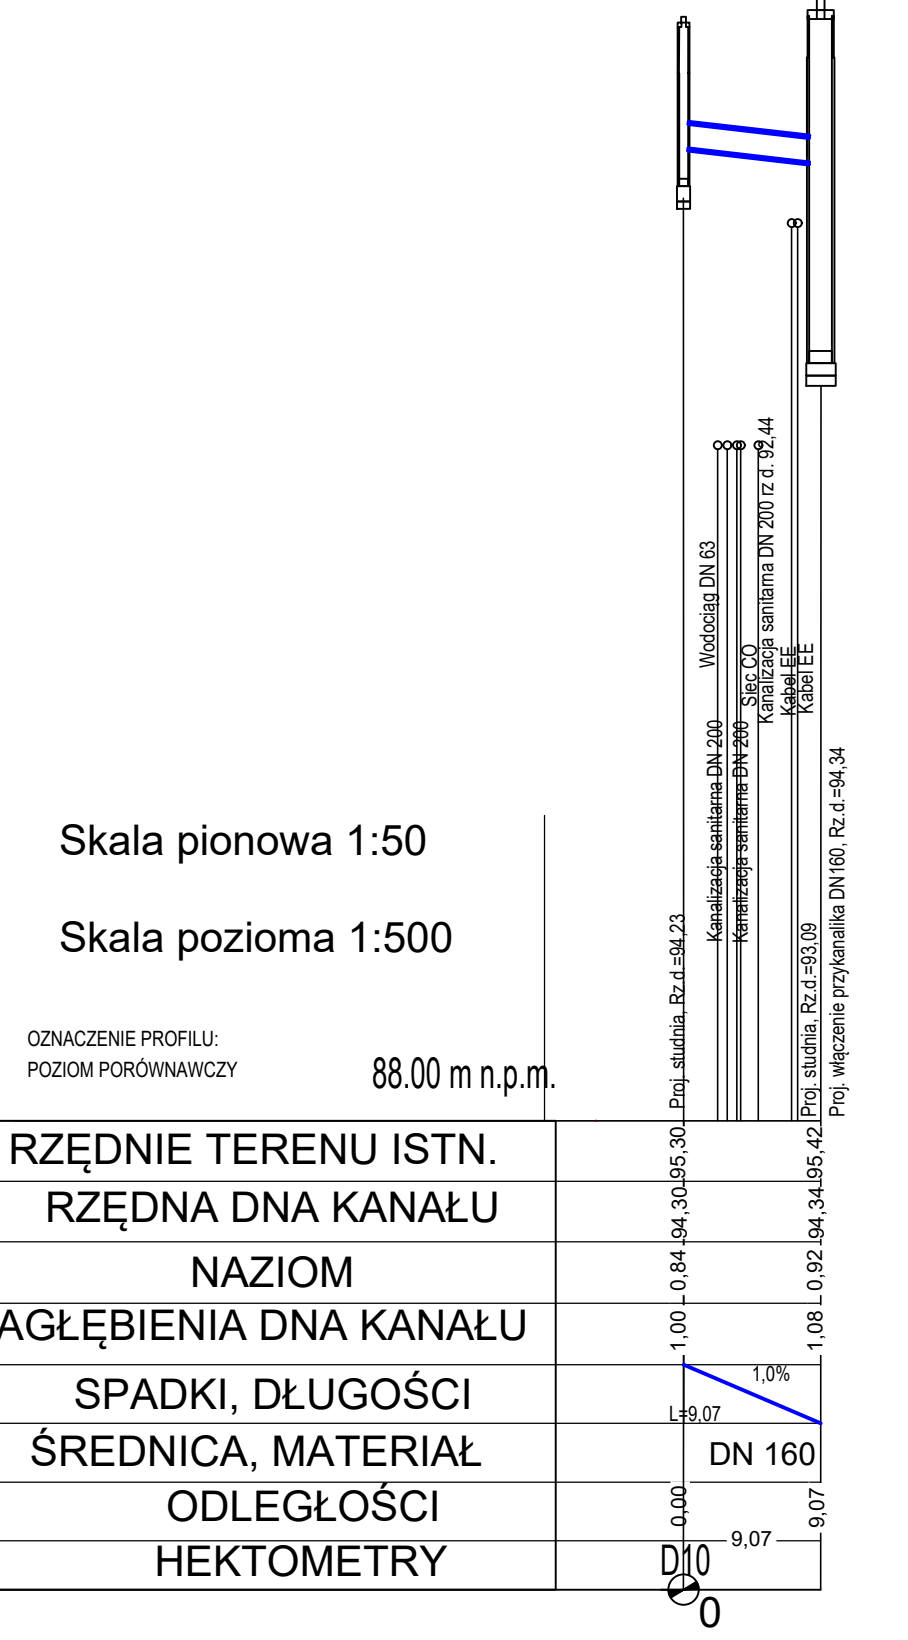 Wodociąg DN 63
Kanalizacja sanitarna DN 200
Kanalizacja sanitarna DN 200
Siec CO
Kanalizacja sanitarna DN 200 rz d. 92,44
Kabel EE
Kabel EE
Skala pionowa 1:50
Skala pozioma 1:500
OZNACZENIE PROFILU:
POZIOM PORÓWNAWCZY
88.00 m n.p.m.
Proj. studnia, Rz.d.=94,23
Proj. studnia, Rz.d.=93,09
Proj. włączenie przykanalika DN160, Rz.d.=94,34
RZĘDNIE TERENU ISTN.
95,30
95,42
RZĘDNA DNA KANAŁU
94,30
94,34
NAZIOM
0,84
0,92
AGŁĘBIENIA DNA KANAŁU
1,00
1,08
SPADKI, DŁUGOŚCI
1,0%
L=9,07
ŚREDNICA, MATERIAŁ
DN 160
ODLEGŁOŚCI
0,00
9,07
9,07
HEKTOMETRY
D10
0